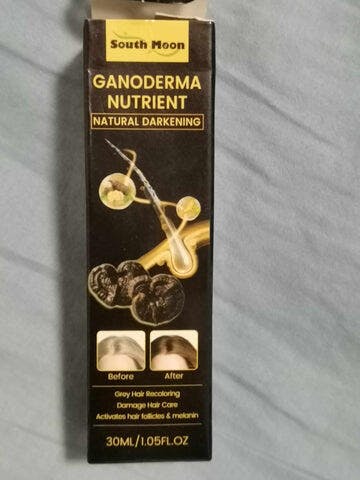 South Moon
GANODERMA
NUTRIENT
NATURAL DARKENING
Before After
Grey Hair Recoloring
Damage Hair Care
Activates hair follicles & melanin
30ML/1.05FL.OZ